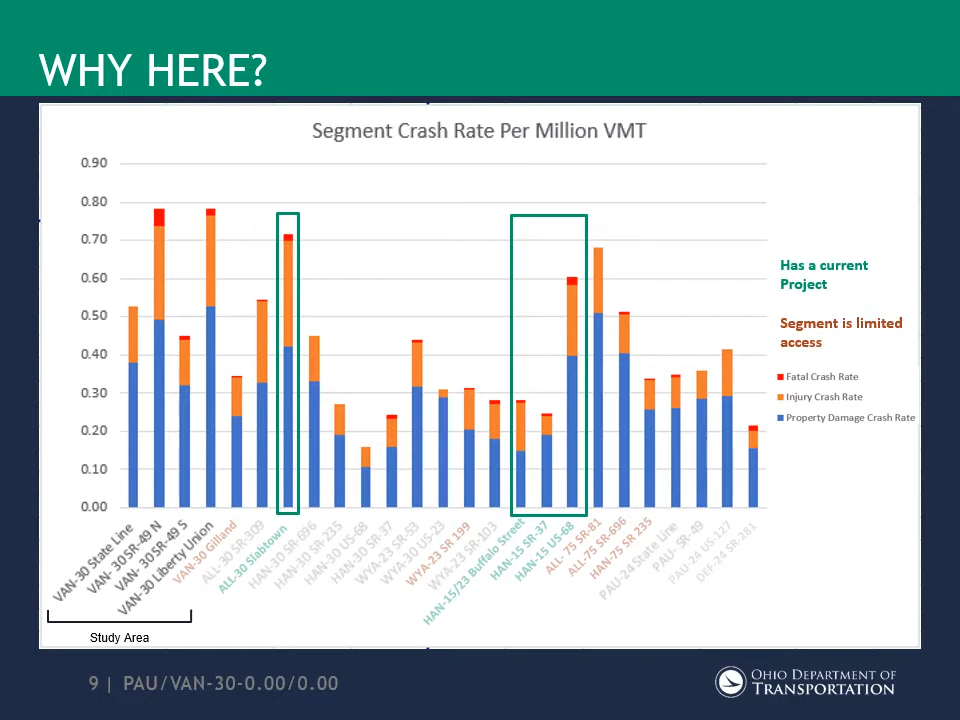 WHY HERE?
Segment Crash Rate Per Million VMT
0.90
0.80
0.70
0.60
0.50
0.40
0.30
0.20
0.10
0.00
VAN-30 State Line
VAN- 30 SR-49 N
VAN- 30 SR-49 S
VAN-30 Liberty Union
VAN-30 Gilland
ALL-30 SR-309
ALL-30 Slabtown
HAN-30 SR-696
HAN-30 SR-235
HAN-30 US-68
HAN-30 SR-37
WYA-23 SR-53
WYA-30 US-23
WYA-23 SR 199
WYA-23 SR-103
HAN-15/23 Buffalo Street
HAN-15 SR-37
HAN-15 US-68
ALL- 75 SR-81
ALL-75 SR-696
HAN-75 SR 235
PAU-24 State Line
PAU- SR-49
PAU-24 US-127
DEF-24 SR-281
Study Area
Has a current
Project
Segment is limited
access
Fatal Crash Rate
Injury Crash Rate
Property Damage Crash Rate
9 | PAU/VAN-30-0.00/0.00
OHIO DEPARTMENT OF
TRANSPORTATION